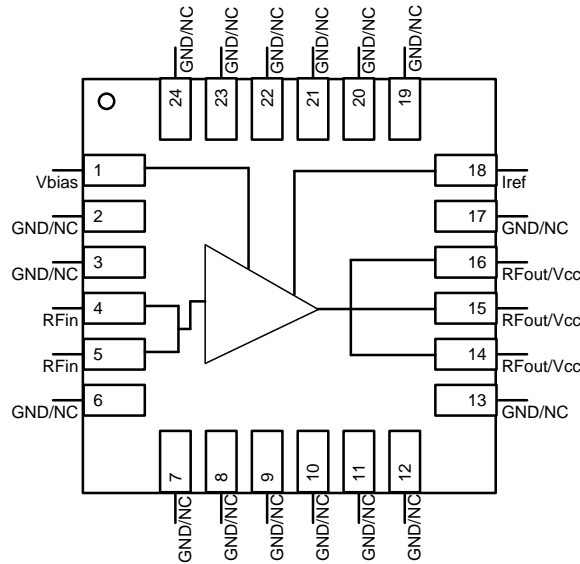 GND/NC
GND/NC
GND/NC
GND/NC
GND/NC
GND/NC
24
23
22
21
20
19
1
Vbias
18
Iref
2
GND/NC
17
GND/NC
3
GND/NC
16
RFout/Vcc
4
RFin
15
RFout/Vcc
5
RFin
14
RFout/Vcc
6
GND/NC
13
GND/NC
7
8
9
10
11
12
GND/NC
GND/NC
GND/NC
GND/NC
GND/NC
GND/NC